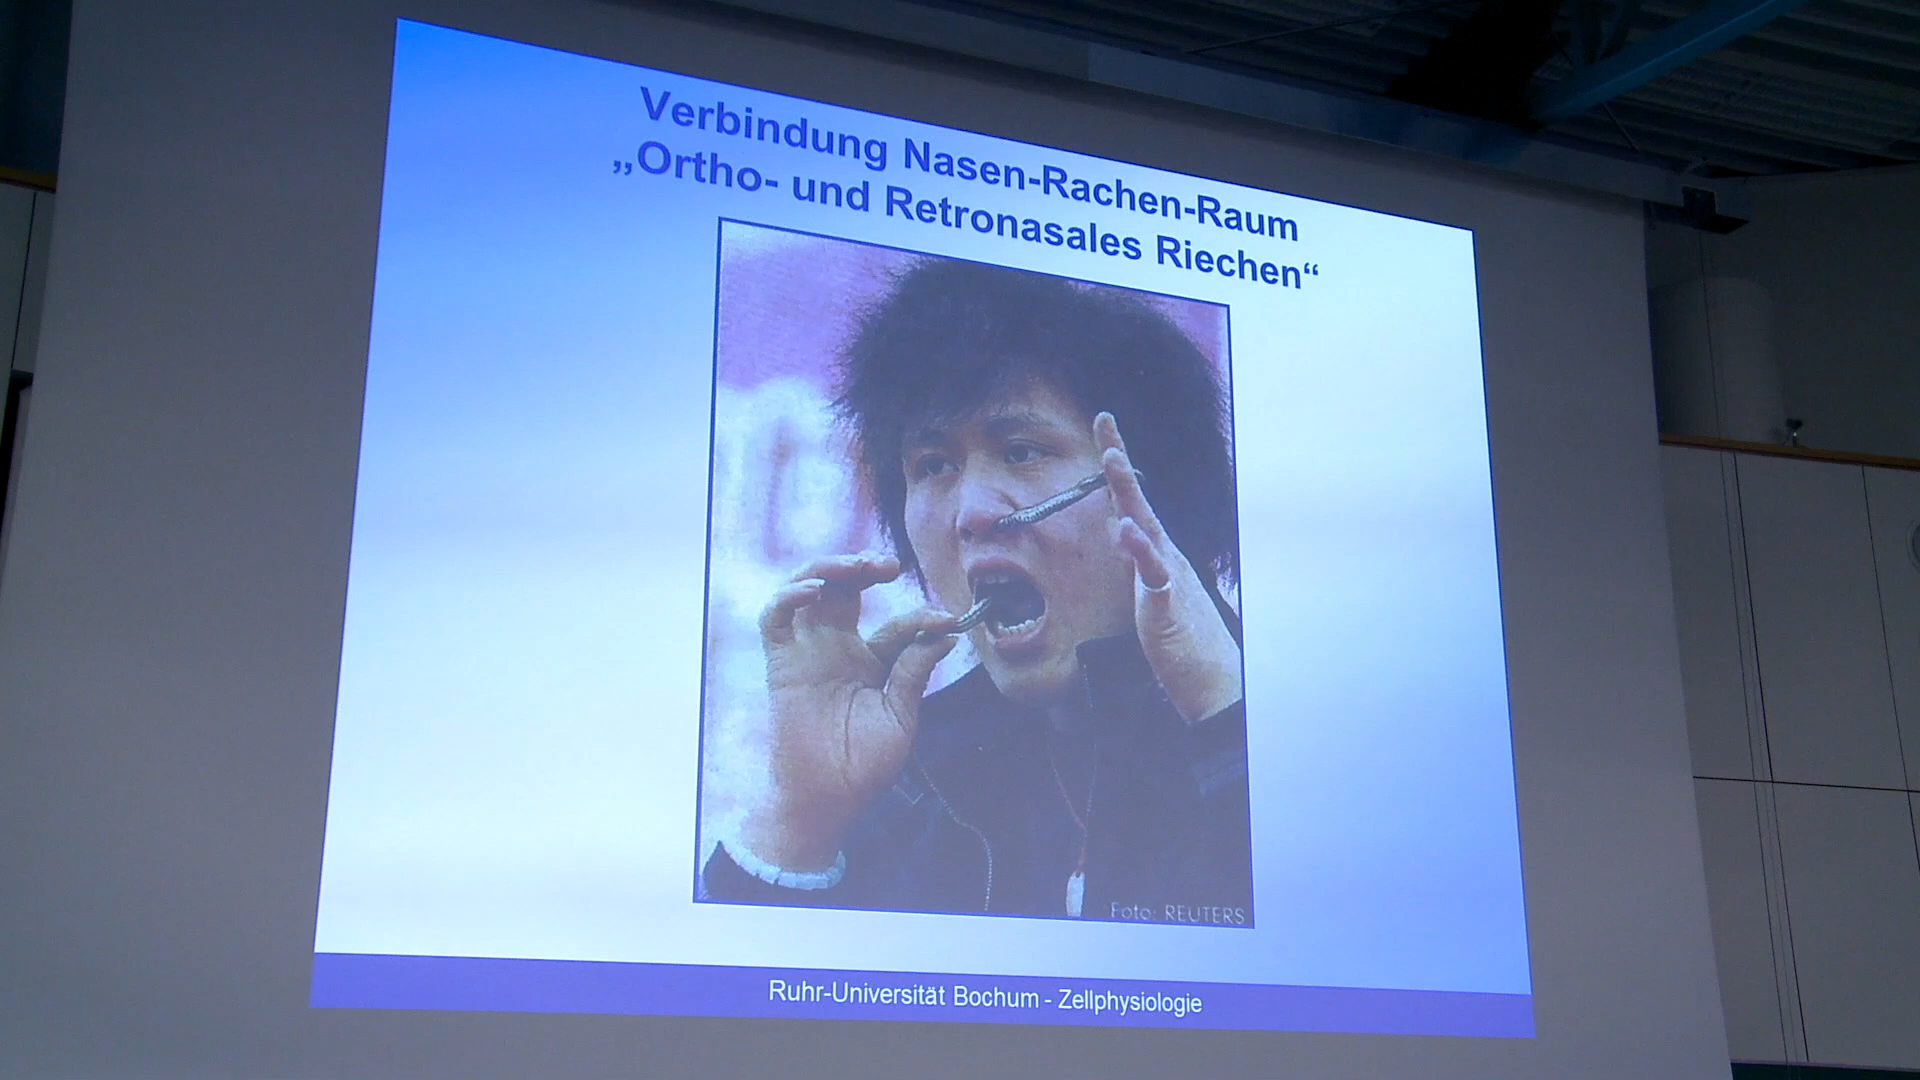 Verbindung Nasen-Rachen-Raum
„Ortho- und Retronasales Riechen“
Foto: REUTERS
Ruhr-Universität Bochum - Zellphysiologie